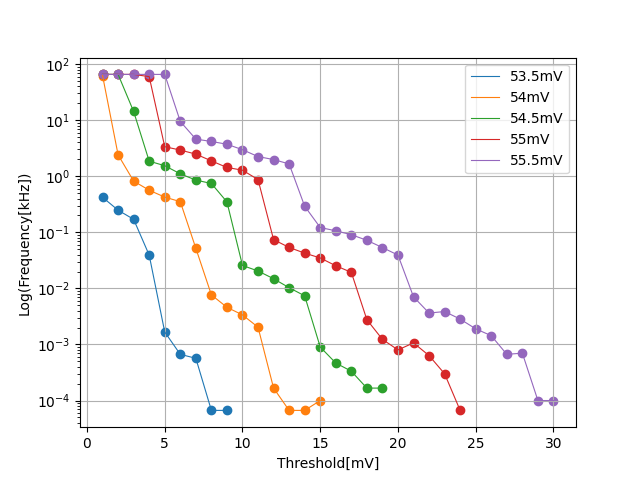 53.5mV
54mV
54.5mV
55mV
55.5mV
Log(Frequency[kHz])
10²
10¹
10⁰
10⁻¹
10⁻²
10⁻³
10⁻⁴
0 5 10 15 20 25 30
Threshold[mV]